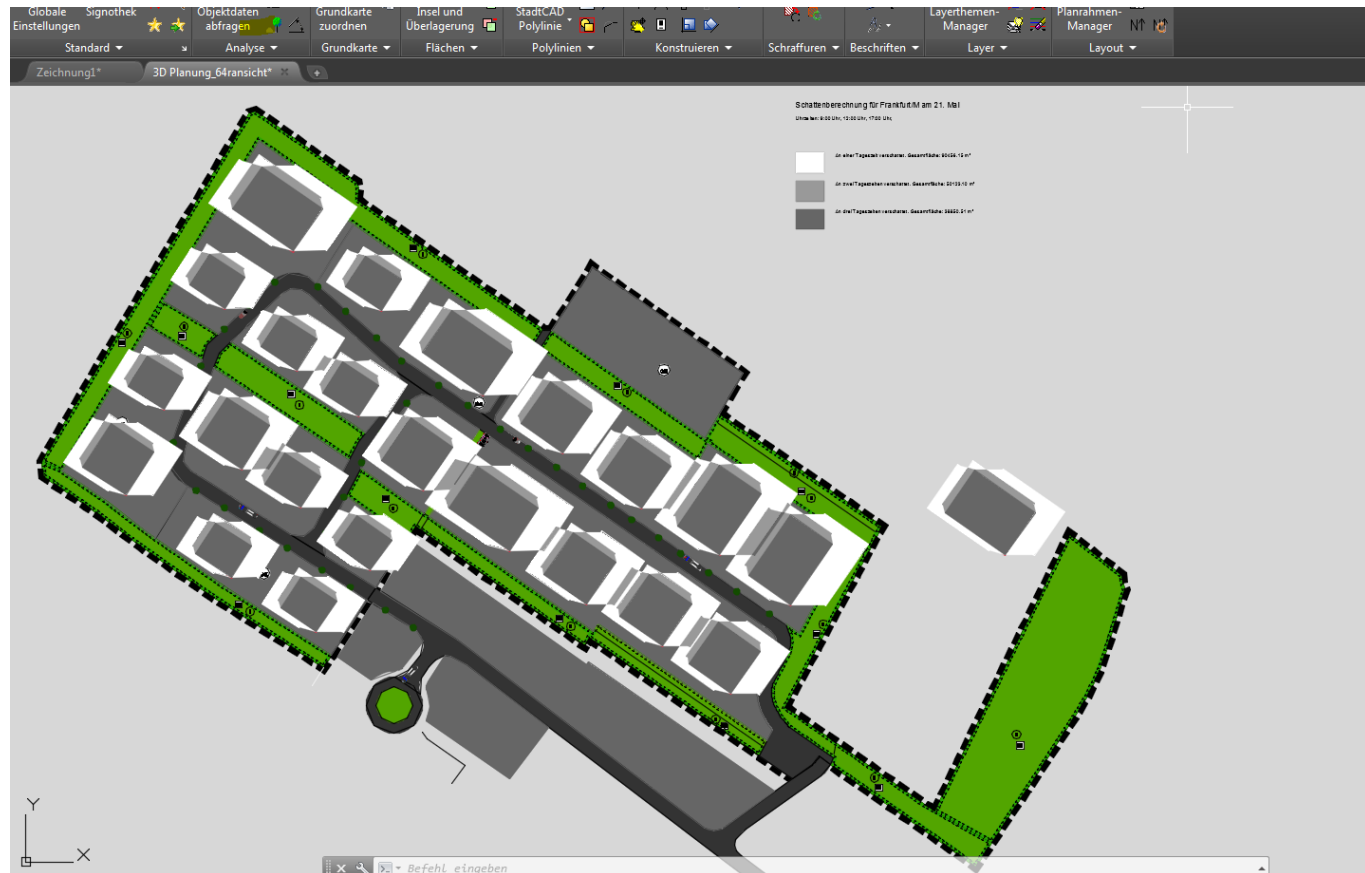 Globale
Signothek
Objektdaten
Grundkarte
Insel und
StadtCAD
Layerthemen-
Planrahmen-
Einstellungen
abfragen
zuordnen
Überlagerung
Polylinie
Manager
Manager
Standard
Analyse
Grundkarte
Flächen
Polylinien
Konstruieren
Schraffuren
Beschriften
Layer
Layout
Zeichnung1*
3D Planung_64ransicht*
Schattenberechnung für Frankfurt/M am 21. Mai
Y
X
Befehl eingeben